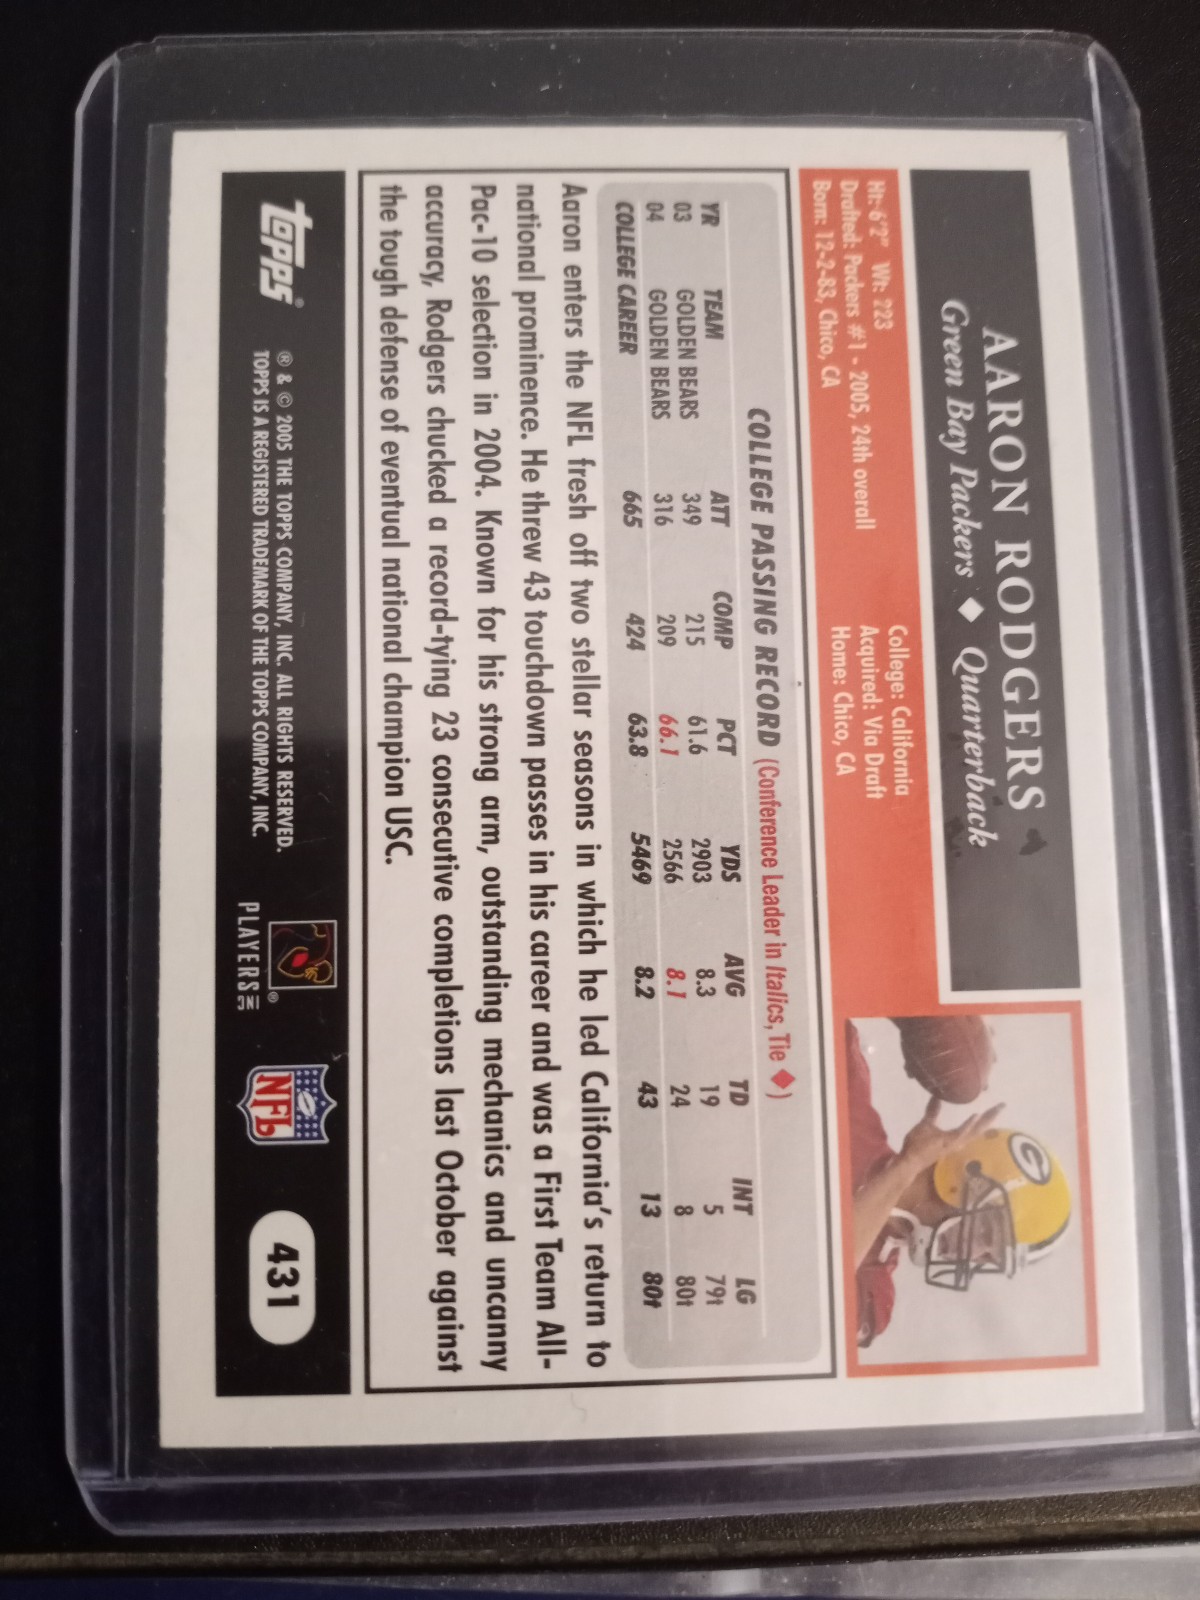 AARON RODGERS
Green Bay Packers ♦ Quarterback
Ht: 6'2" Wt: 223
Drafted: Packers #1 - 2005, 24th overall
Born: 12-2-83, Chico, CA
College: California
Acquired: Via Draft
Home: Chico, CA
COLLEGE PASSING RECORD (Conference Leader in Italics, Tie ♦)
YR TEAM ATT COMP PCT YDS AVG TD INT LG
03 GOLDEN BEARS 349 215 61.6 2903 8.3 19 5 79t
04 GOLDEN BEARS 316 209 66.1 2566 8.1 24 8 80t
COLLEGE CAREER 665 424 63.8 5469 8.2 43 13 80t
Aaron enters the NFL fresh off two stellar seasons in which he led California's return to
national prominence. He threw 43 touchdown passes in his career and was a First Team All-
Pac-10 selection in 2004. Known for his strong arm, outstanding mechanics and uncanny
accuracy, Rodgers chucked a record-tying 23 consecutive completions last October against
the tough defense of eventual national champion USC.
topps®
® & © 2005 THE TOPPS COMPANY, INC. ALL RIGHTS RESERVED.
TOPPS IS A REGISTERED TRADEMARK OF THE TOPPS COMPANY, INC.
®
PLAYERS INC
NFL
431
G